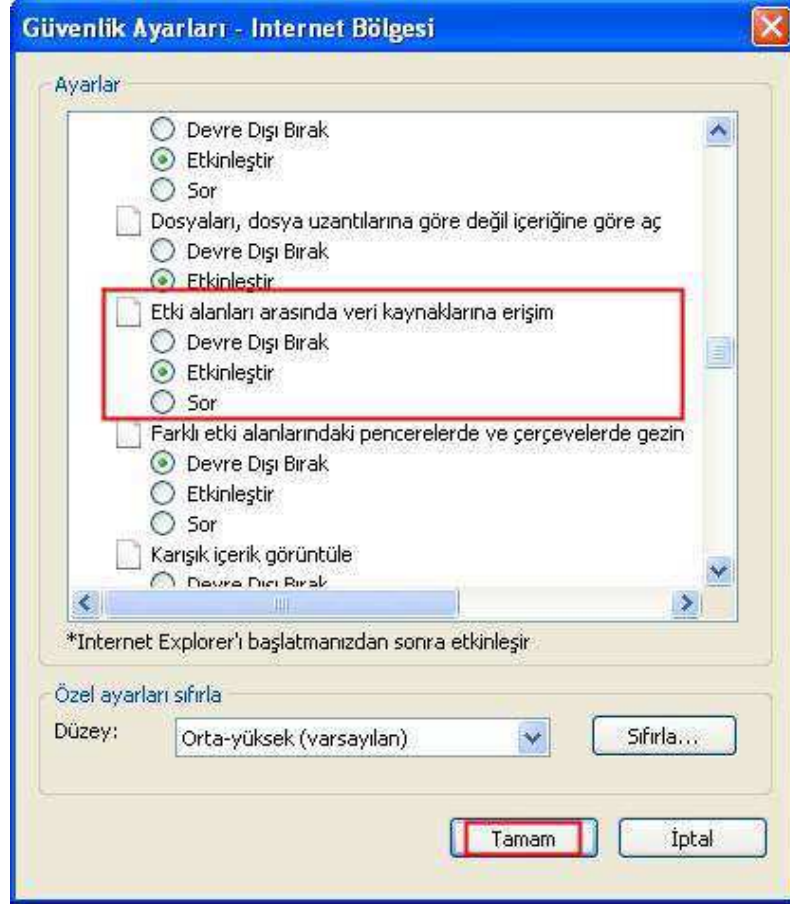 Güvenlik Ayarları - Internet Bölgesi
Ayarlar
Devre Dışı Bırak
Etkinleştir
Sor
Dosyaları, dosya uzantılarına göre değil içeriğine göre aç
Devre Dışı Bırak
Etkinleştir
Etki alanları arasında veri kaynaklarına erişim
Devre Dışı Bırak
Etkinleştir
Sor
Farklı etki alanlarındaki pencerelerde ve çerçevelerde gezin
Devre Dışı Bırak
Etkinleştir
Sor
Karışık içerik görüntüle
Devre Dışı Bırak
*Internet Explorer'ı başlatmanızdan sonra etkinleşir
Özel ayarları sıfırla
Düzey: Orta-yüksek (varsayılan) Sıfırla...
Tamam İptal